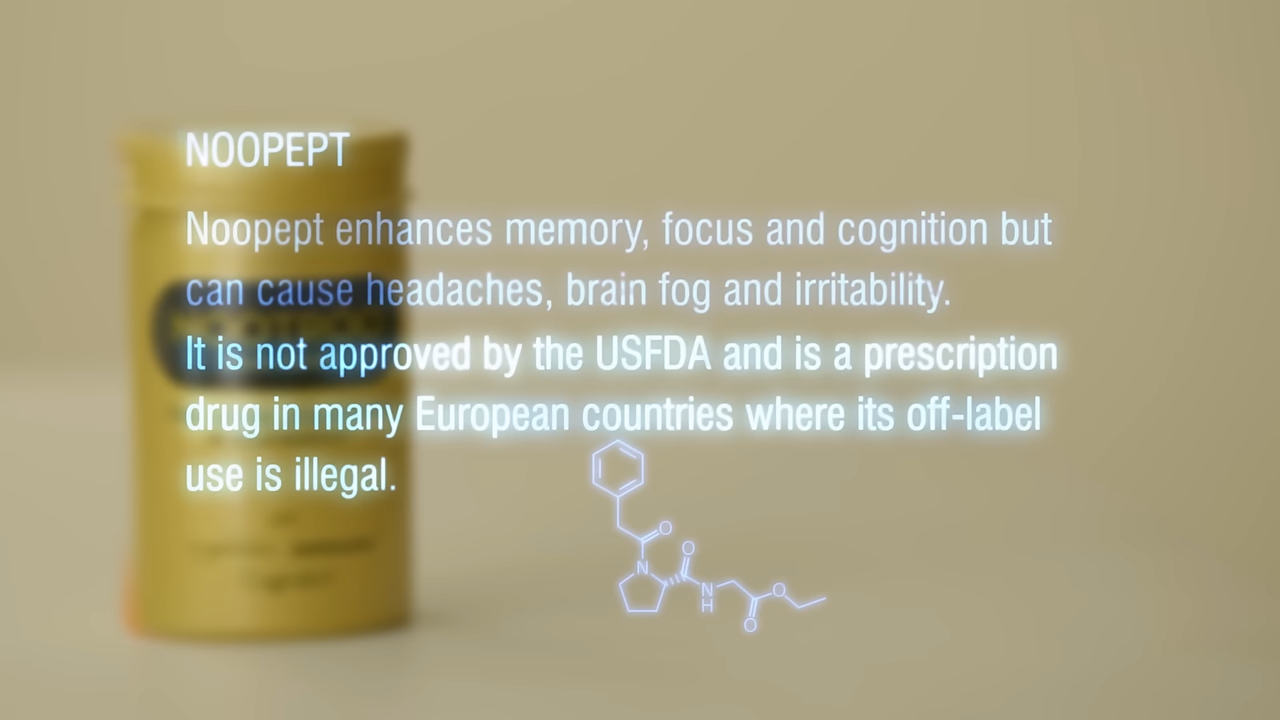 NOOPEPT
Noopept enhances memory, focus and cognition but
can cause headaches, brain fog and irritability.
It is not approved by the USFDA and is a prescription
drug in many European countries where its off-label
use is illegal.
O
O
N
N
H
O
O